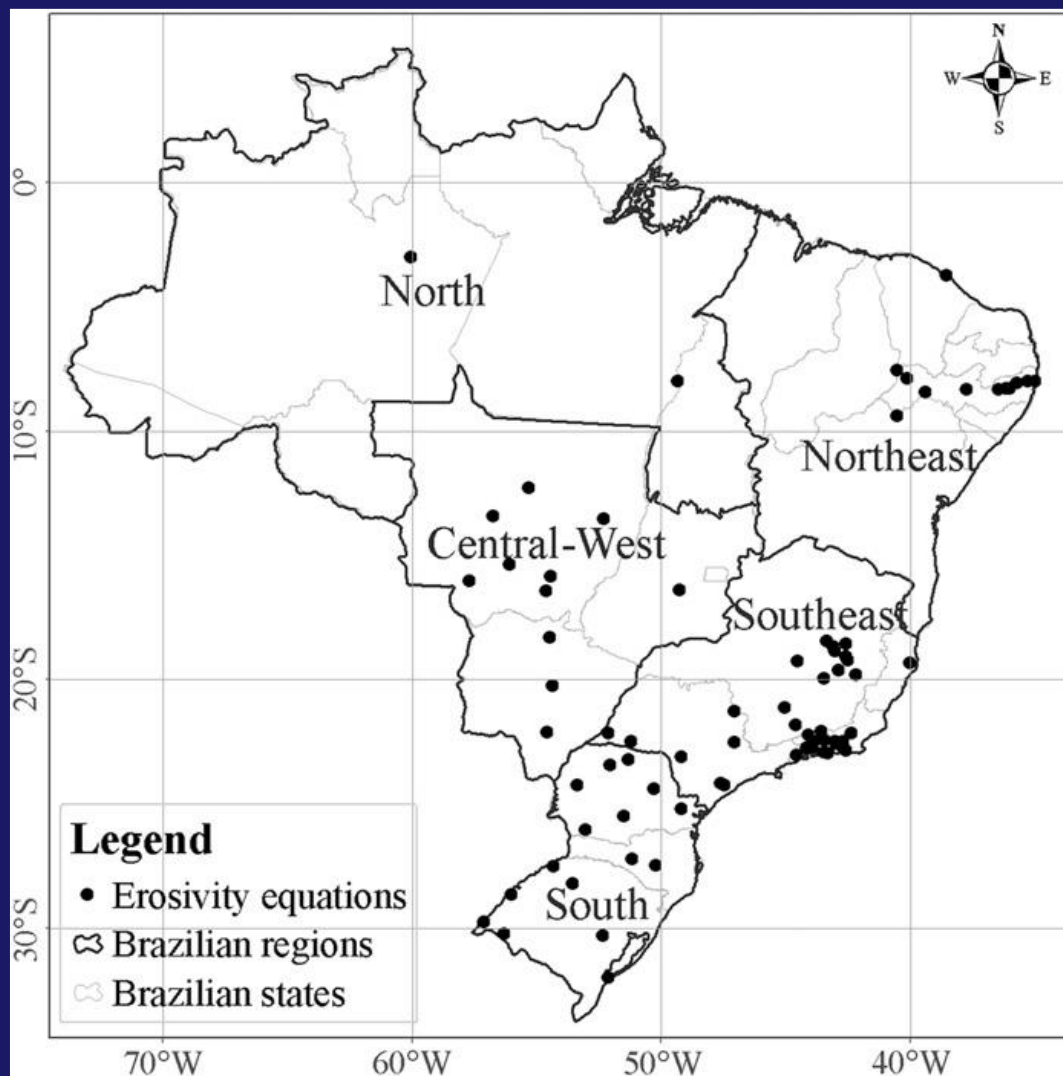 N
W E
S
0°
North
10°S
Northeast
Central-West
Southeast
20°S
South
30°S
Legend
Erosivity equations
Brazilian regions
Brazilian states
70°W 60°W 50°W 40°W